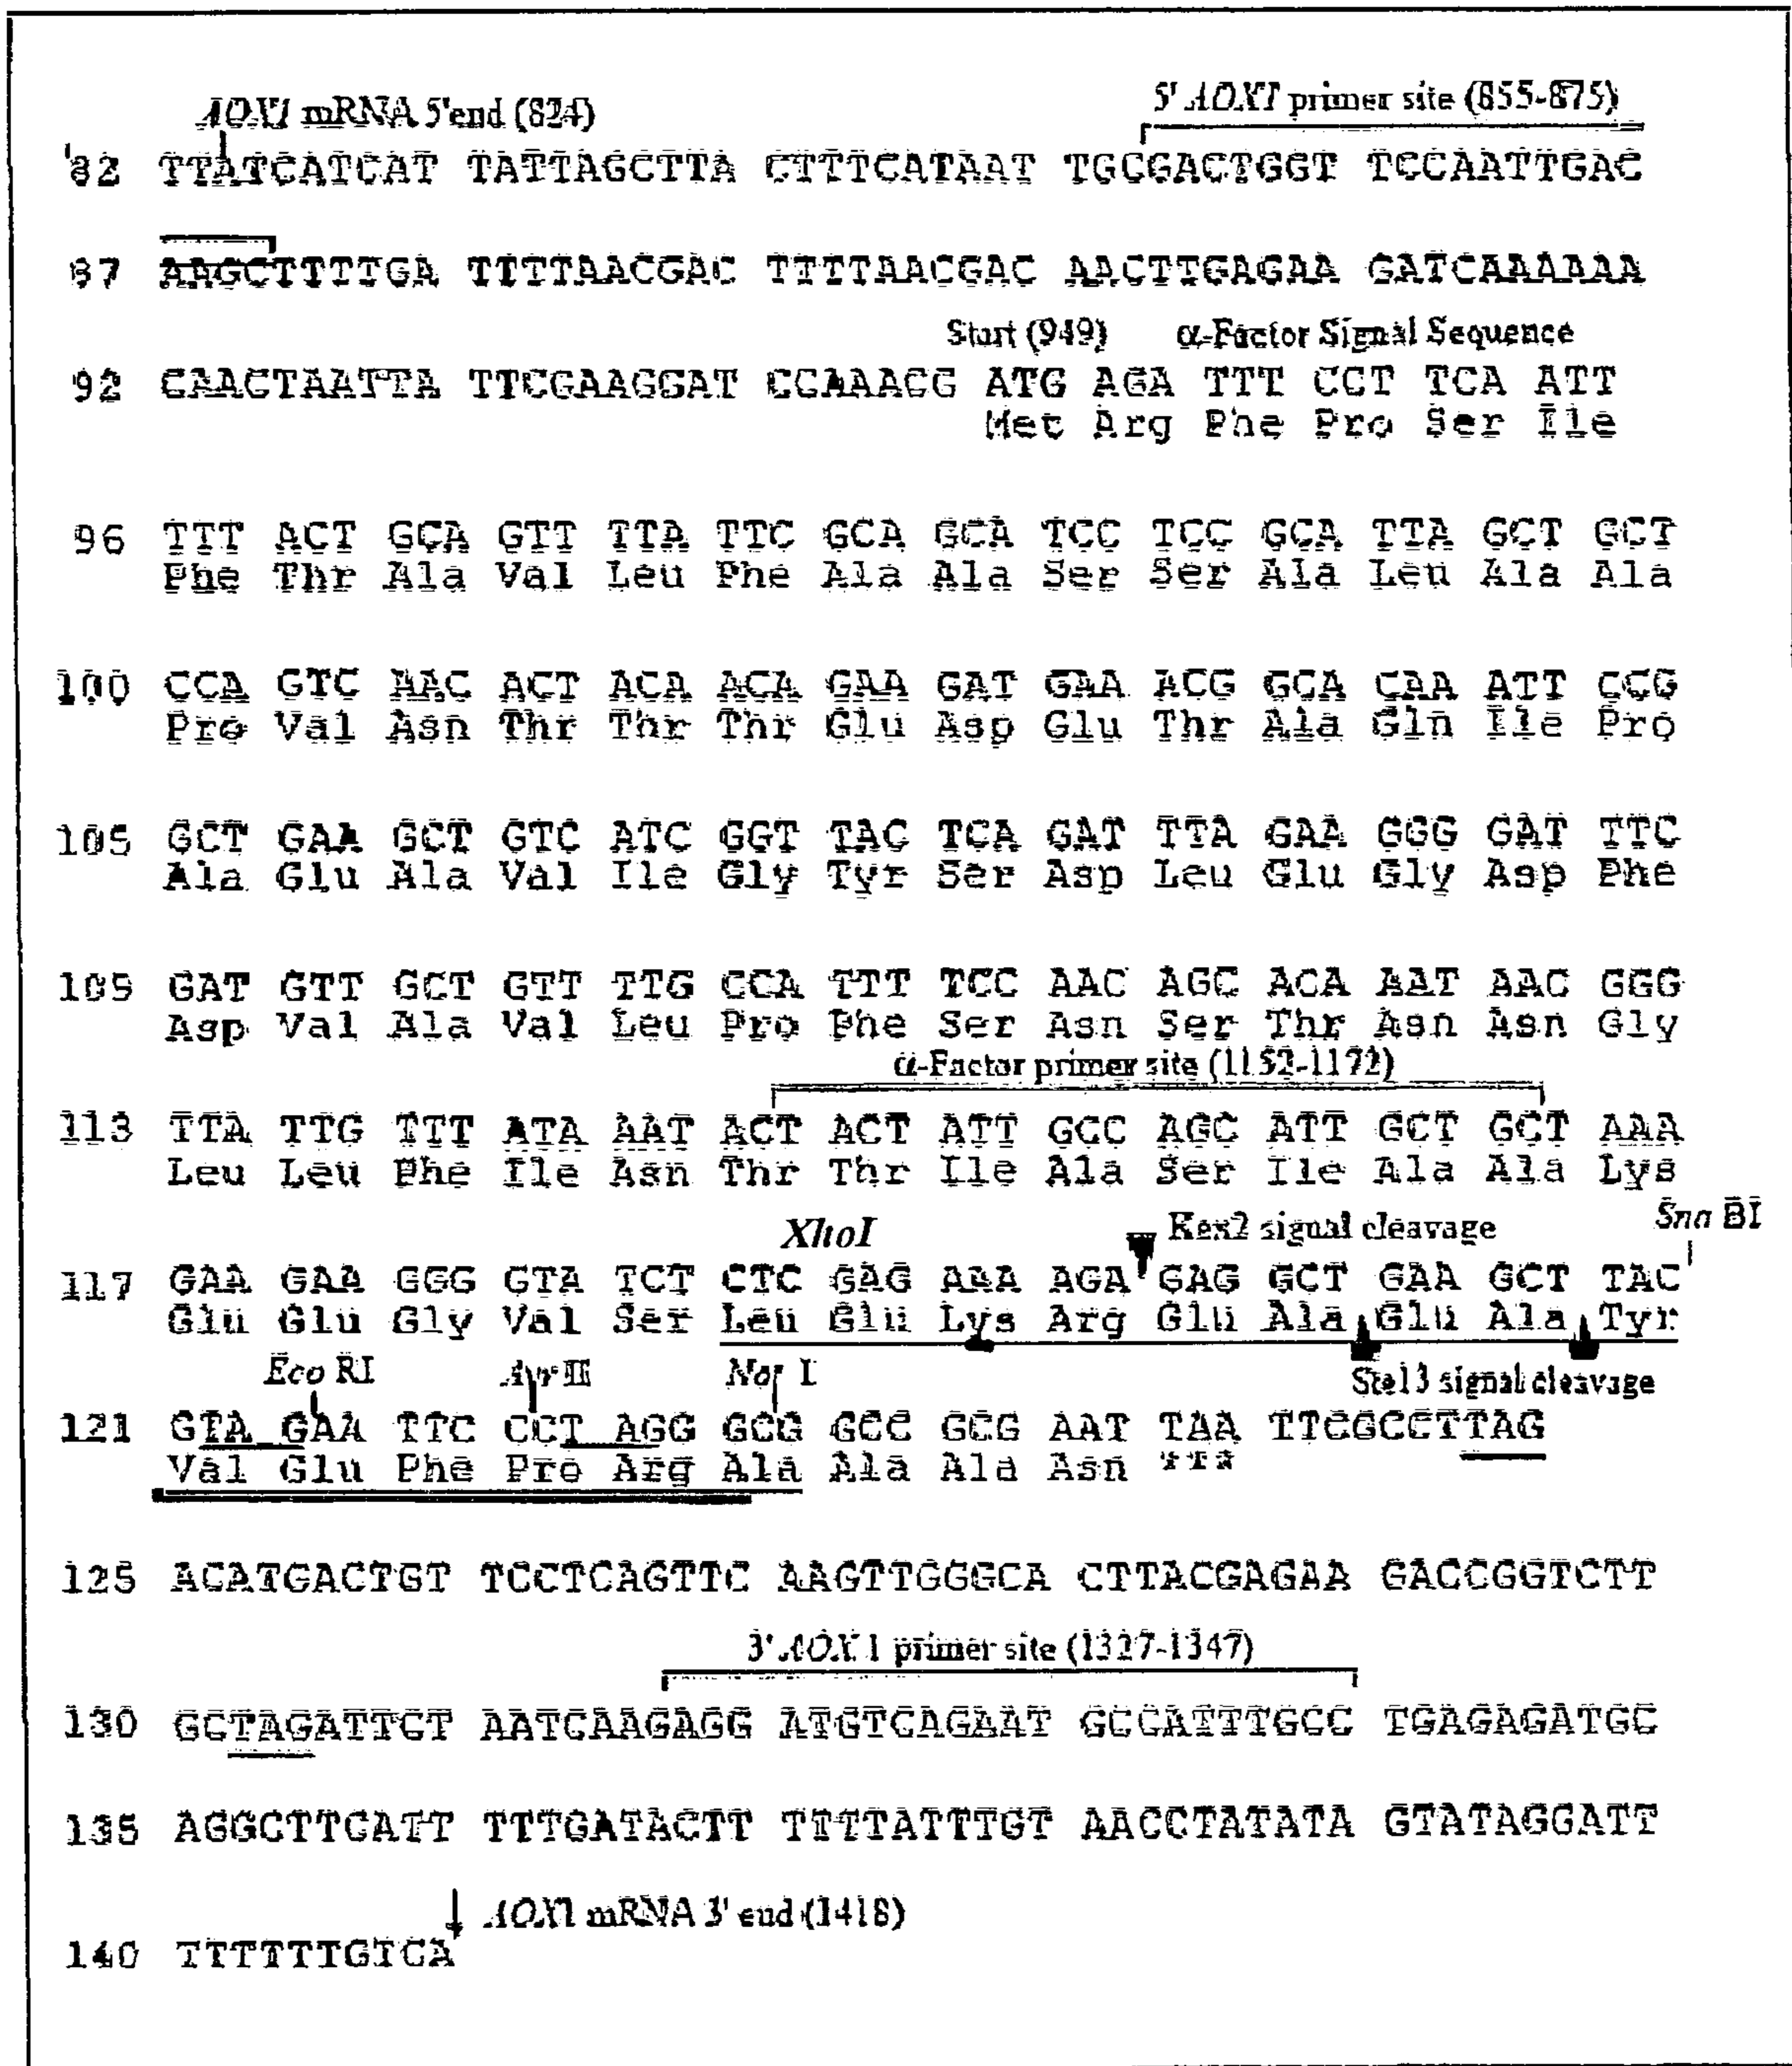 AOX1 mRNA 5' end (824)
5' AOX1 primer site (855-875)
82 TTATCATCAT TATTAGCTTA CTTTCATAAT TGCGACTGGT TCCAATTGAC
87 AAGCTTTTGA TTTTAACGAC TTTTAACGAC AACTTGAGAA GATCAAAAAA
Start (949) α-Factor Signal Sequence
92 CAACTAATTA TTCGAAGGAT CCAAACG ATG AGA TTT CCT TCA ATT
Met Arg Phe Pro Ser Ile
96 TTT ACT GCA GTT TTA TTC GCA GCA TCC TCC GCA TTA GCT GCT
Phe Thr Ala Val Leu Phe Ala Ala Ser Ser Ala Leu Ala Ala
100 CCA GTC AAC ACT ACA ACA GAA GAT GAA ACG GCA CAA ATT CCG
Pro Val Asn Thr Thr Thr Glu Asp Glu Thr Ala Gln Ile Pro
105 GCT GAA GCT GTC ATC GGT TAC TCA GAT TTA GAA GGG GAT TTC
Ala Glu Ala Val Ile Gly Tyr Ser Asp Leu Glu Gly Asp Phe
109 GAT GTT GCT GTT TTG CCA TTT TCC AAC AGC ACA AAT AAC GGG
Asp Val Ala Val Leu Pro Phe Ser Asn Ser Thr Asn Asn Gly
α-Factor primer site (1152-1172)
113 TTA TTG TTT ATA AAT ACT ACT ATT GCC AGC ATT GCT GCT AAA
Leu Leu Phe Ile Asn Thr Thr Ile Ala Ser Ile Ala Ala Lys
XhoI Kex2 signal cleavage Sna BI
117 GAA GAA GGG GTA TCT CTC GAG AAA AGA GAG GCT GAA GCT TAC
Glu Glu Gly Val Ser Leu Glu Lys Arg Glu Ala Glu Ala Tyr
Eco RI Avr II Not I Ste13 signal cleavage
121 GTA GAA TTC CCT AGG GCG GCC GCG AAT TAA TTCGCCTTAG
Val Glu Phe Pro Arg Ala Ala Ala Asn ***
125 ACATGACTGT TCCTCAGTTC AAGTTGGGCA CTTACGAGAA GACCGGTCTT
3' AOX1 primer site (1327-1347)
130 GCTAGATTCT AATCAAGAGG ATGTCAGAAT GCCATTTGCC TGAGAGATGC
135 AGGCTTCATT TTTGATACTT TTTTATTTGT AACCTATATA GTATAGGATT
AOX1 mRNA 3' end (1418)
140 TTTTTTGTCA